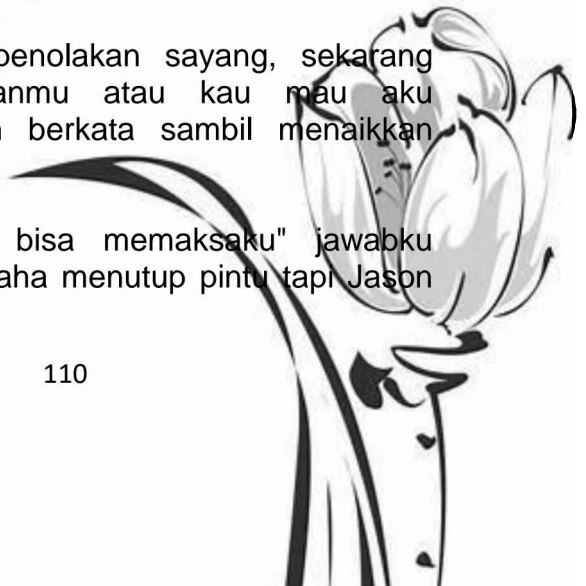 penolakan sayang, sekarang
anmu atau kau mau aku
berkata sambil menaikkan
bisa memaksaku" jawabku
aha menutup pintu tapi Jason
110